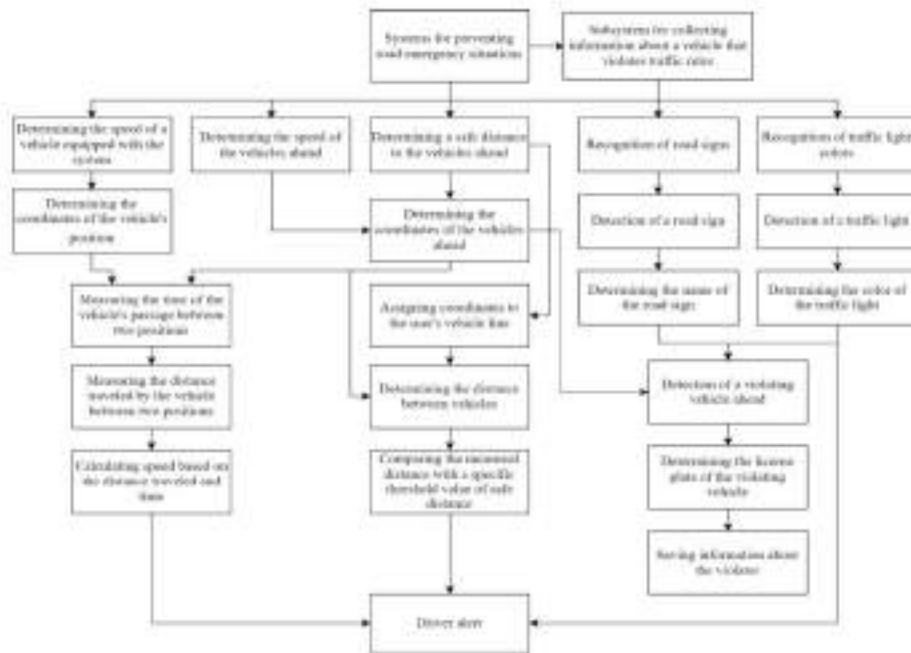 Systems for preventing
road emergency situations
Subsystem for collecting
information about a vehicle that
violates traffic rules
Determining the speed of a
vehicle equipped with the
system
Determining the speed of
the vehicles ahead
Determining a safe distance
to the vehicles ahead
Recognition of road signs
Recognition of traffic light
colors
Determining the
coordinates of the vehicle's
position
Determining the
coordinates of the vehicles
ahead
Detection of a road sign
Detection of a traffic light
Measuring the time of the
vehicle's passage between
two positions
Assigning coordinates to
the user's vehicle line
Determining the name of
the road sign
Determining the color of
the traffic light
Measuring the distance
traveled by the vehicle
between two positions
Determining the distance
between vehicles
Detection of a violating
vehicle ahead
Calculating speed based on
the distance traveled and
time
Comparing the measured
distance with a specific
threshold value of safe
distance
Determining the license
plate of the violating
vehicle
Saving information about
the violator
Driver alert